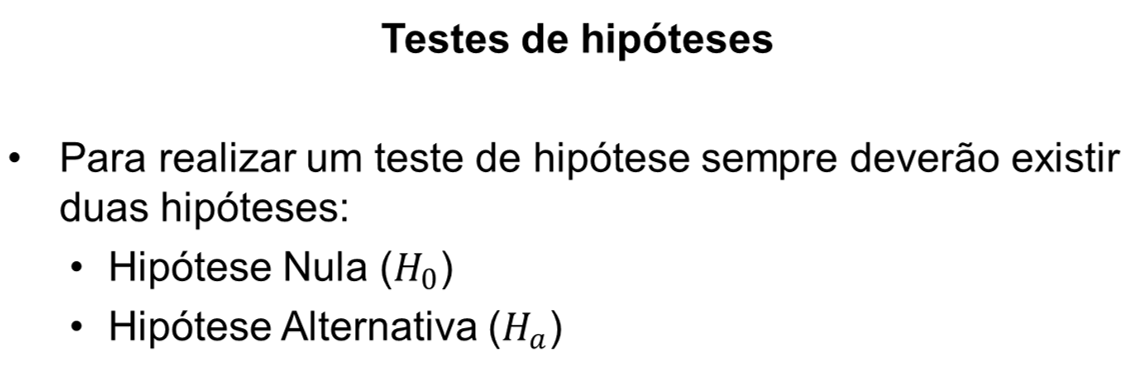 Testes de hipóteses
• Para realizar um teste de hipótese sempre deverão existir
duas hipóteses:
• Hipótese Nula (𝐻₀)
• Hipótese Alternativa (𝐻ₐ)